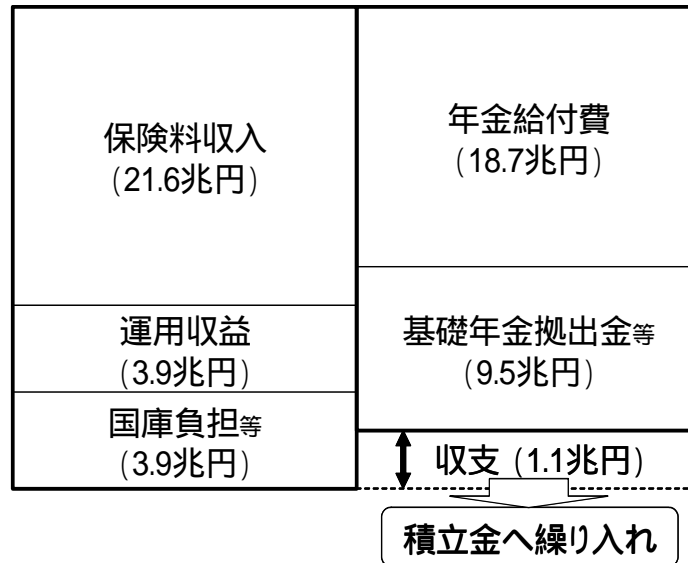 保険料収入
(21.6兆円)
運用収益
(3.9兆円)
国庫負担等
(3.9兆円)
年金給付費
(18.7兆円)
基礎年金拠出金等
(9.5兆円)
収支 (1.1兆円)
積立金へ繰り入れ